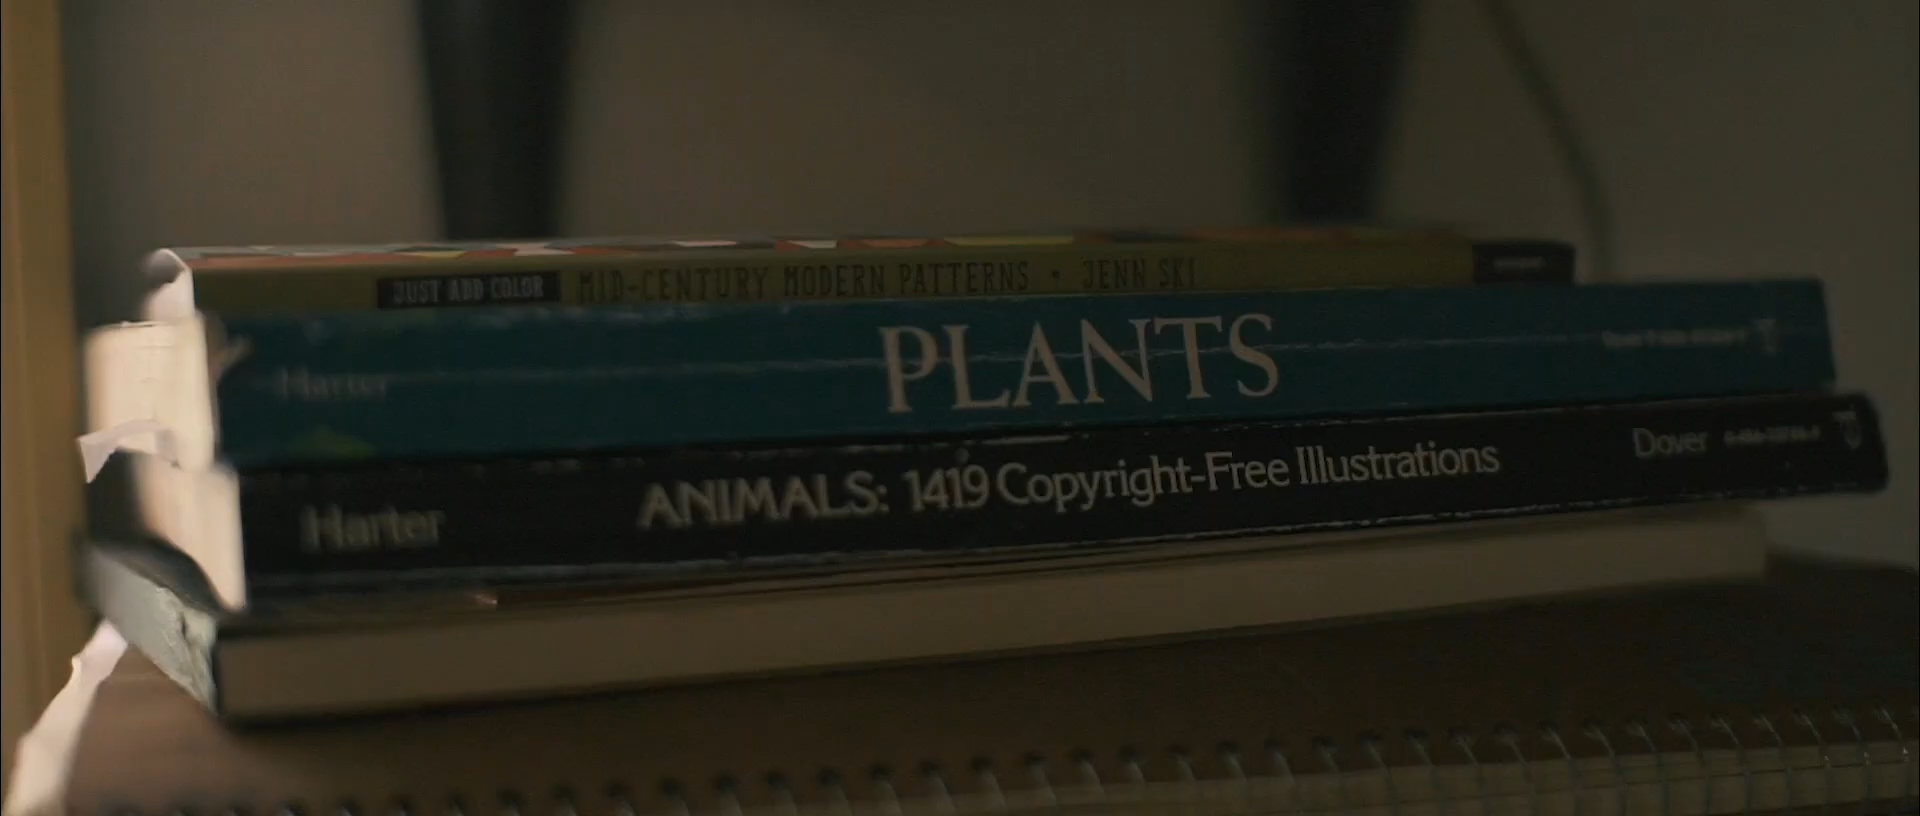 JUST ADD COLOR MID-CENTURY MODERN PATTERNS • JENN SKI
Harter PLANTS
Harter ANIMALS: 1419 Copyright-Free Illustrations Dover